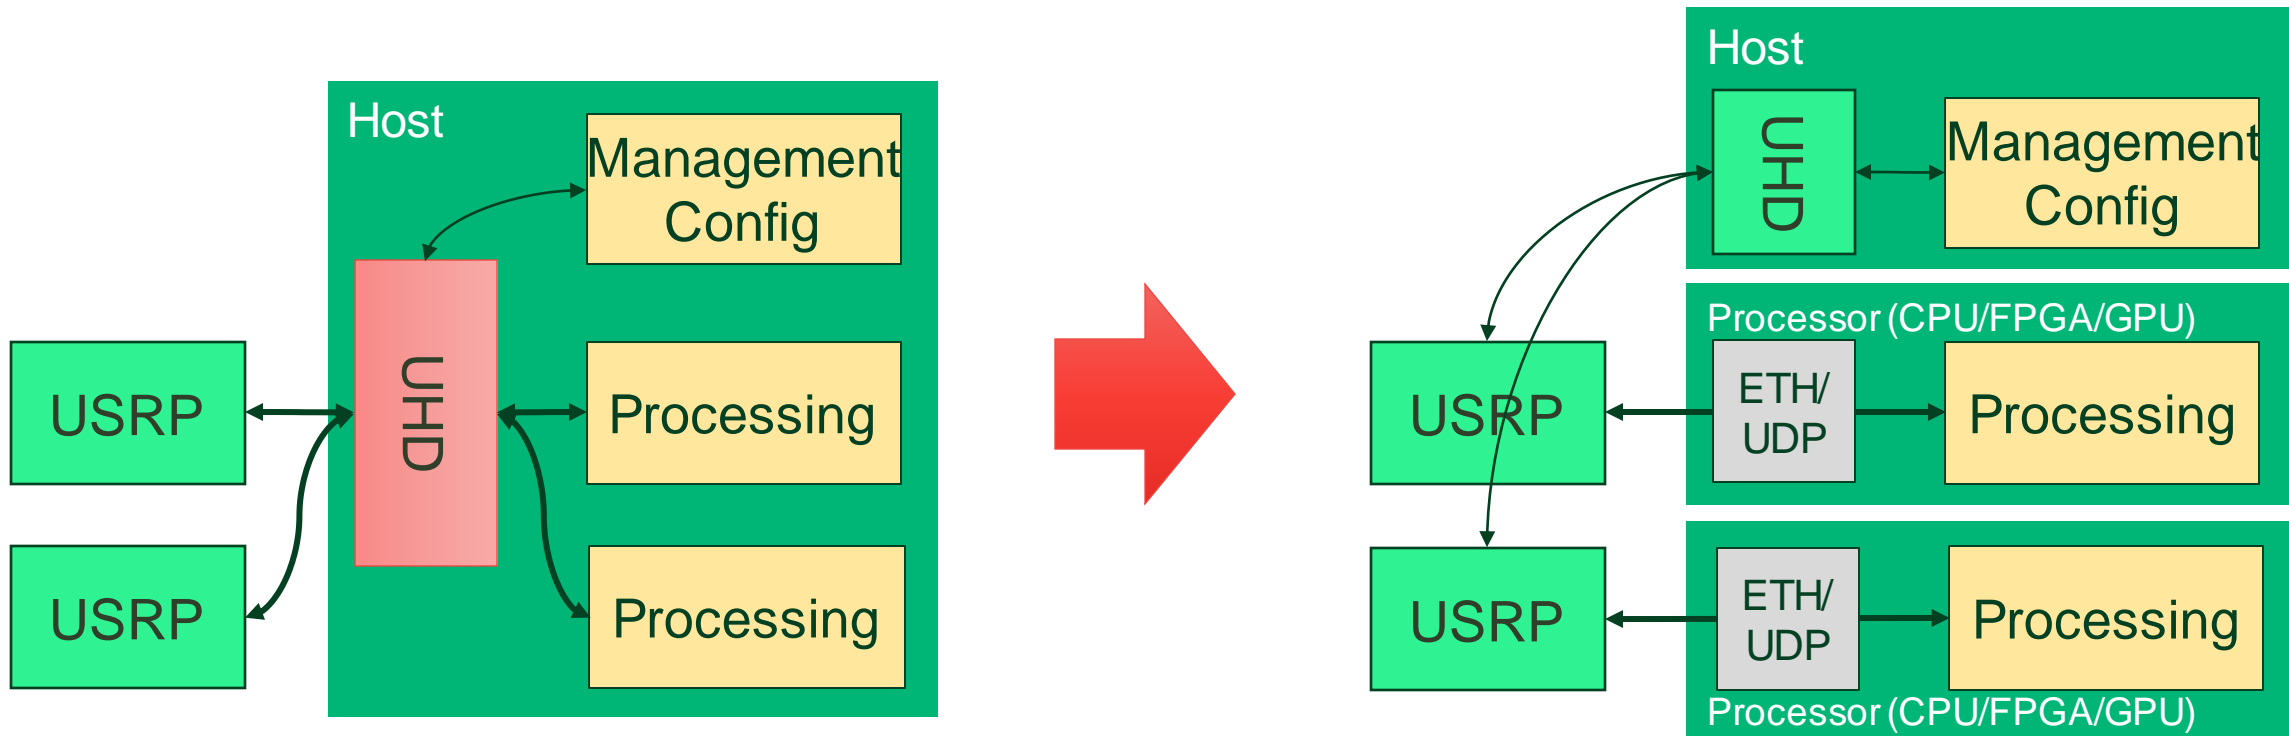 Host
Management
Config
UHD
USRP
Processing
USRP
Processing
Host
UHD
Management
Config
Processor (CPU/FPGA/GPU)
USRP
ETH/
UDP
Processing
USRP
ETH/
UDP
Processing
Processor (CPU/FPGA/GPU)